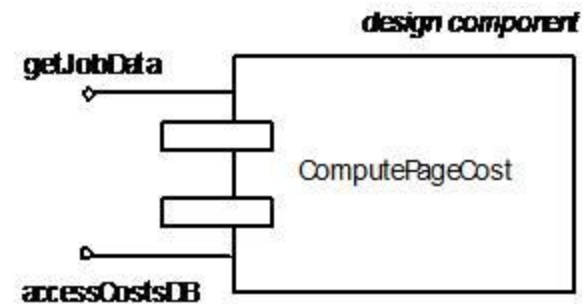 design component
getJobData
ComputePageCost
accessCostsDB